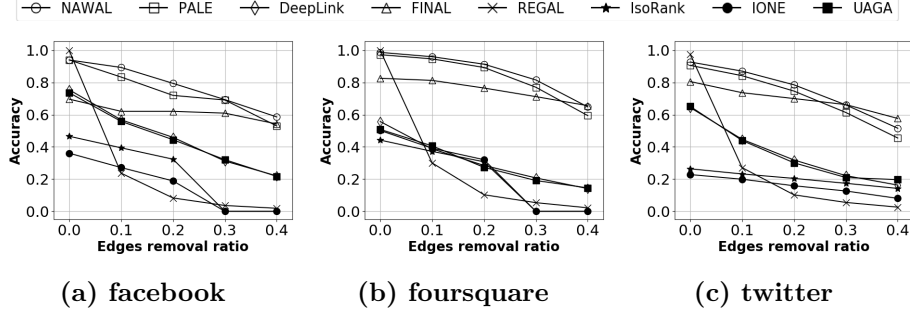 NAWAL PALE DeepLink FINAL REGAL IsoRank IONE UAGA
1.0 1.0 1.0
0.8 0.8 0.8
0.6 0.6 0.6
0.4 0.4 0.4
0.2 0.2 0.2
0.0 0.0 0.0
Accuracy Accuracy Accuracy
0.0 0.1 0.2 0.3 0.4 0.0 0.1 0.2 0.3 0.4 0.0 0.1 0.2 0.3 0.4
Edges removal ratio Edges removal ratio Edges removal ratio
(a) facebook (b) foursquare (c) twitter